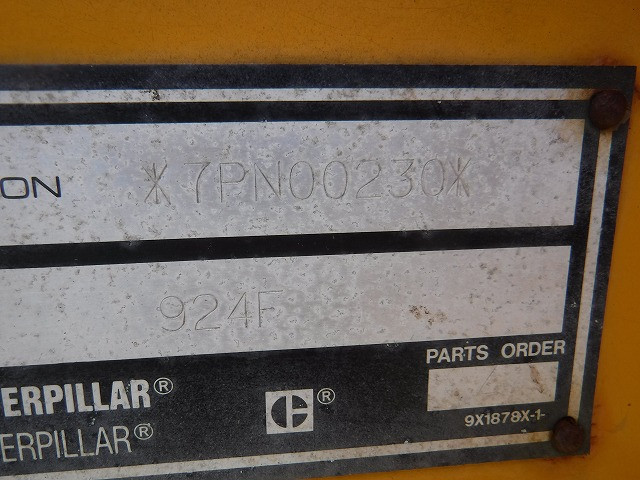 ON *7PN00230*
924F
PARTS ORDER
ERPILLAR®
C®
9X1878X-1-
ERPILLAR®